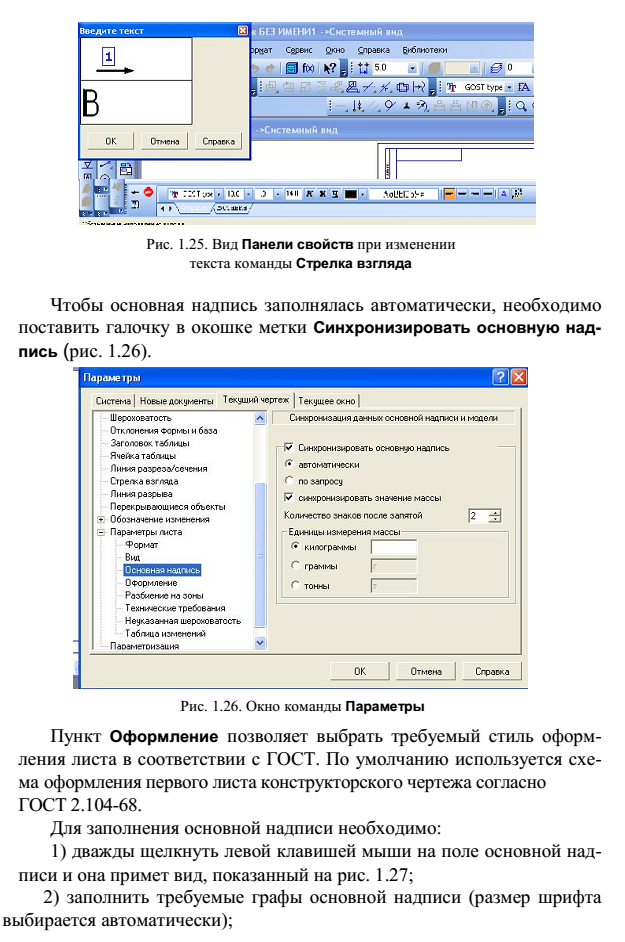 Введите текст
к БЕЗ ИМЕНИ1 ->Системный вид
Сервис Окно Справка Библиотеки
1
5.0
0
f(x)
GOST type
В
OK Отмена Справка
->Системный вид
Рис. 1.25. Вид Панели свойств при изменении
текста команды Стрелка взгляда
Чтобы основная надпись заполнялась автоматически, необходимо
поставить галочку в окошке метки Синхронизировать основную над-
пись (рис. 1.26).
Параметры
Система Новые документы Текущий чертеж Текущее окно
Шероховатость
Отклонения формы и база
Заголовок таблицы
Ячейка таблицы
Линия разреза/сечения
Стрелка взгляда
Линия разрыва
Перекрывающиеся объекты
Обозначение изменения
Параметры листа
Формат
Вид
Основная надпись
Оформление
Разбиение на зоны
Технические требования
Неуказанная шероховатость
Таблица изменений
Параметризация
Синхронизация данных основной надписи и модели
Синхронизировать основную надпись
автоматически
по запросу
синхронизировать значение массы
Количество знаков после запятой 2
Единицы измерения массы
килограммы
граммы г
тонны т
OK Отмена Справка
Рис. 1.26. Окно команды Параметры
Пункт Оформление позволяет выбрать требуемый стиль оформ-
ления листа в соответствии с ГОСТ. По умолчанию используется схе-
ма оформления первого листа конструкторского чертежа согласно
ГОСТ 2.104-68.
Для заполнения основной надписи необходимо:
1) дважды щелкнуть левой клавишей мыши на поле основной над-
писи и она примет вид, показанный на рис. 1.27;
2) заполнить требуемые графы основной надписи (размер шрифта
выбирается автоматически);